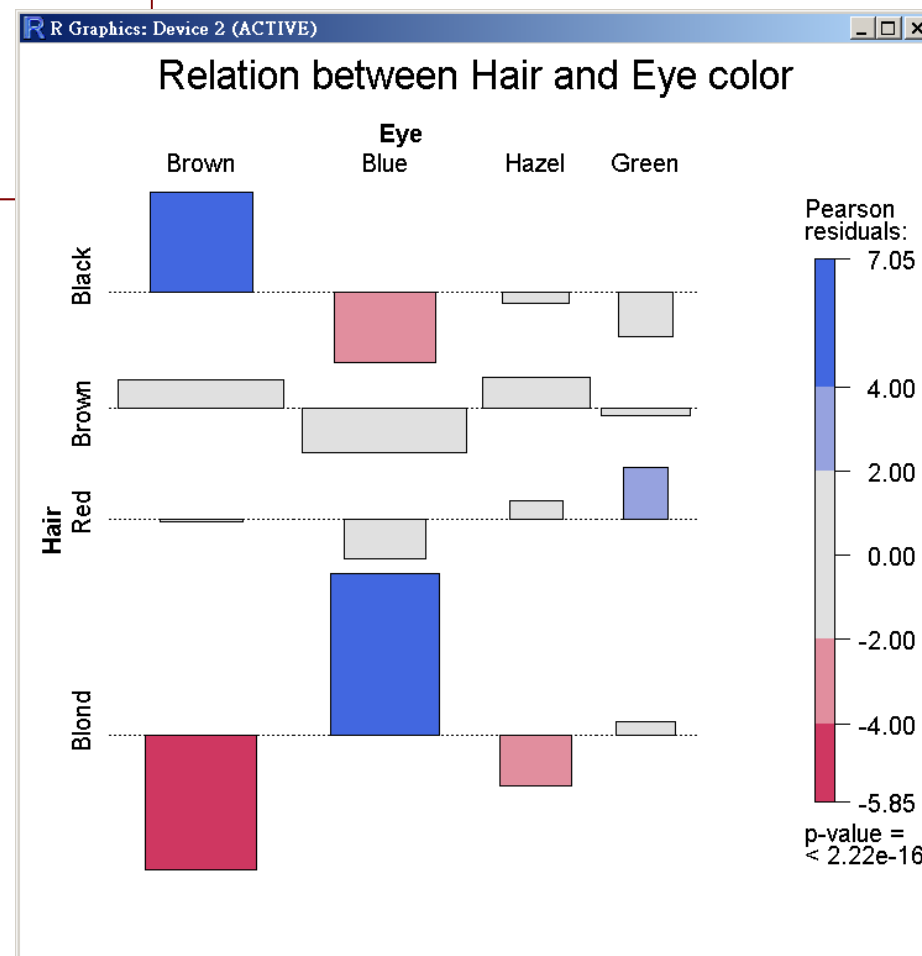 R Graphics: Device 2 (ACTIVE)
Relation between Hair and Eye color
Eye
Brown Blue Hazel Green
Hair
Black
Brown
Red
Blond
Pearson
residuals:
7.05
4.00
2.00
0.00
-2.00
-4.00
-5.85
p-value =
< 2.22e-16